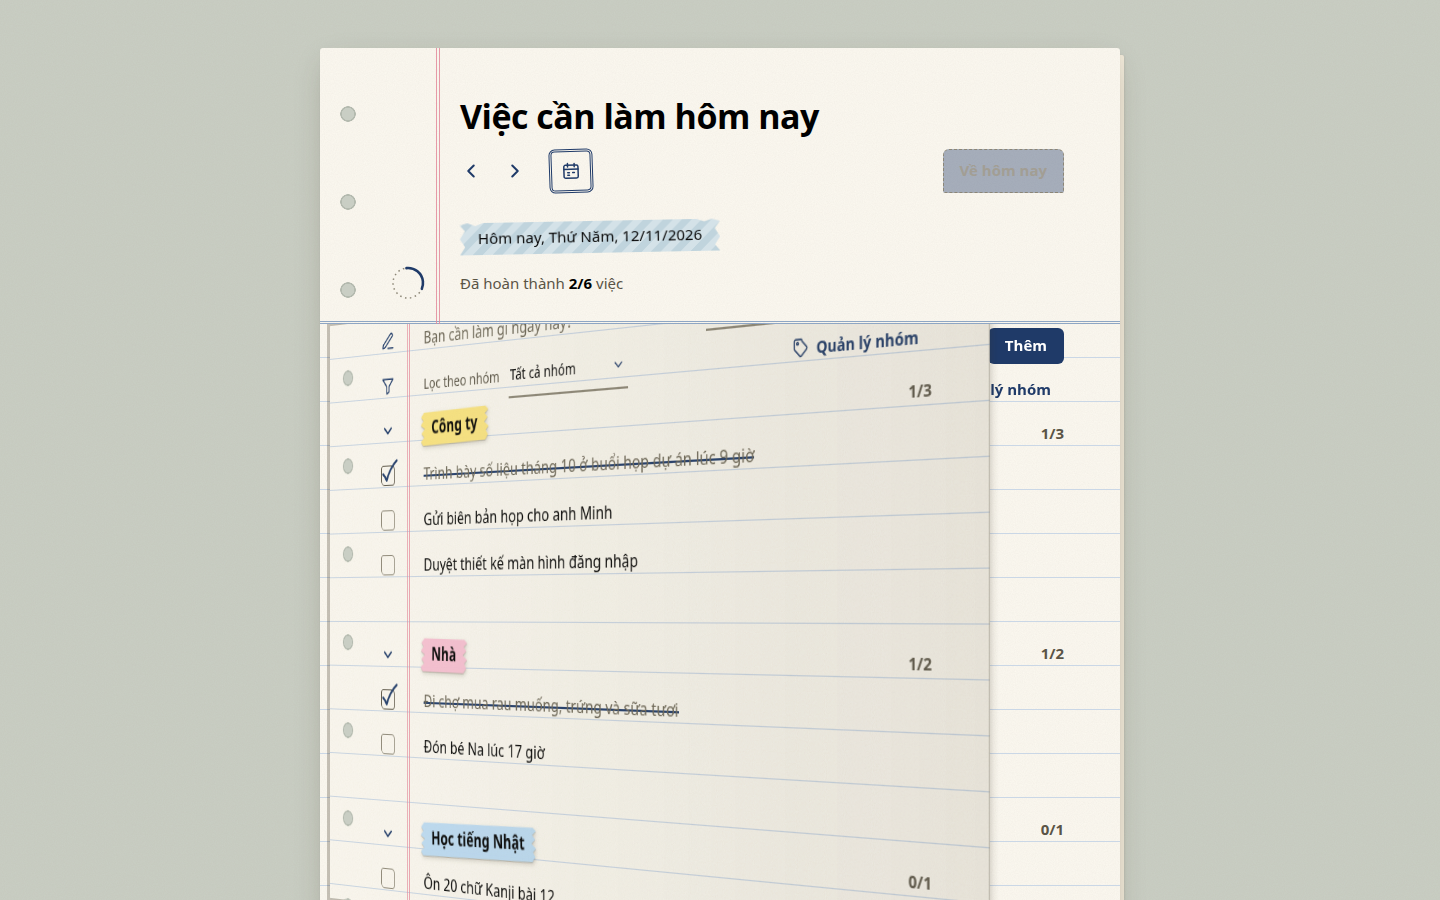 Việc cần làm hôm nay
Về hôm nay
Hôm nay, Thứ Năm, 12/11/2026
Đã hoàn thành 2/6 việc
Bạn cần làm gì ngày này?
Thêm
Lọc theo nhóm Tất cả nhóm Quản lý nhóm
lý nhóm
Công ty 1/3
1/3
Trình bày số liệu tháng 10 ở buổi họp dự án lúc 9 giờ
Gửi biên bản họp cho anh Minh
Duyệt thiết kế màn hình đăng nhập
Nhà 1/2
1/2
Đi chợ mua rau muống, trứng và sữa tươi
Đón bé Na lúc 17 giờ
Học tiếng Nhật 0/1
0/1
Ôn 20 chữ Kanji bài 12